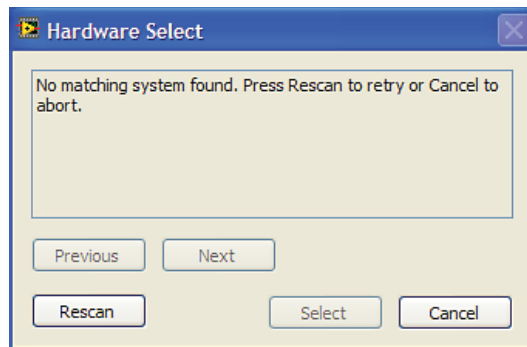 Hardware Select
No matching system found. Press Rescan to retry or Cancel to
abort.
Previous Next
Rescan Select Cancel